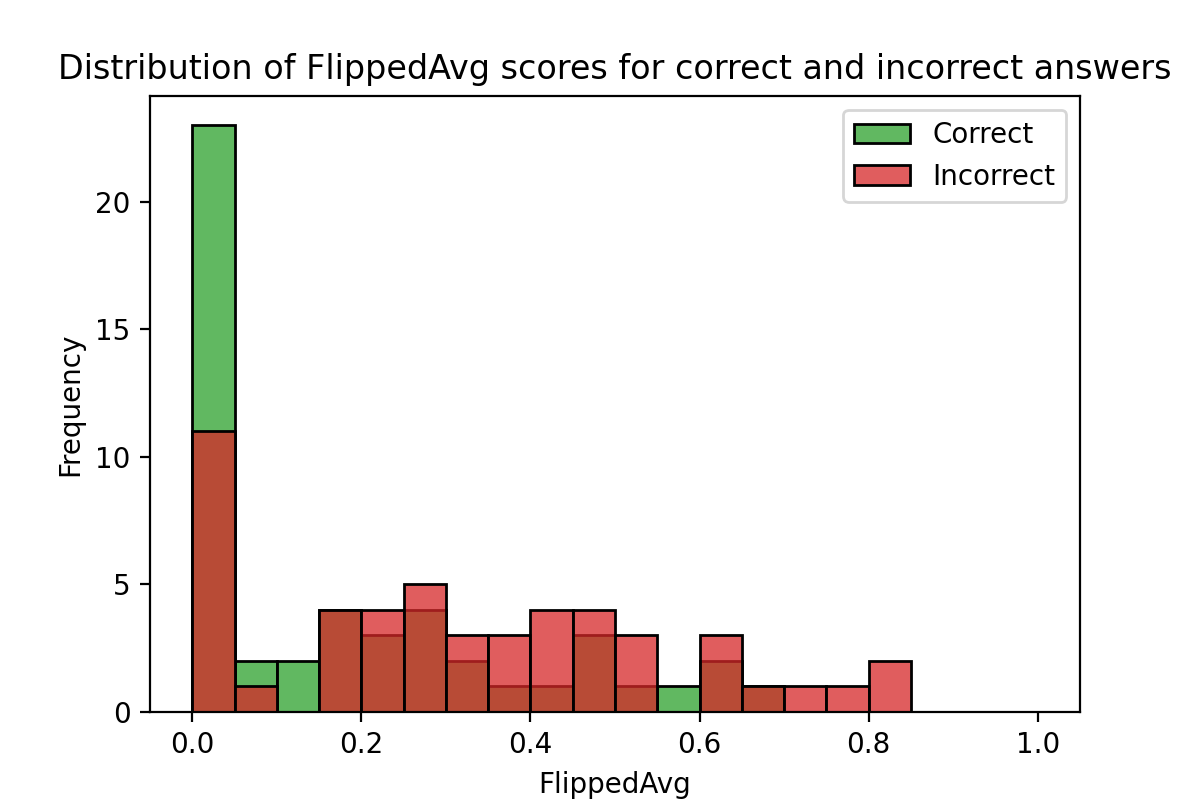 Distribution of FlippedAvg scores for correct and incorrect answers
Correct
Incorrect
Frequency
20
15
10
5
0
0.0 0.2 0.4 0.6 0.8 1.0
FlippedAvg